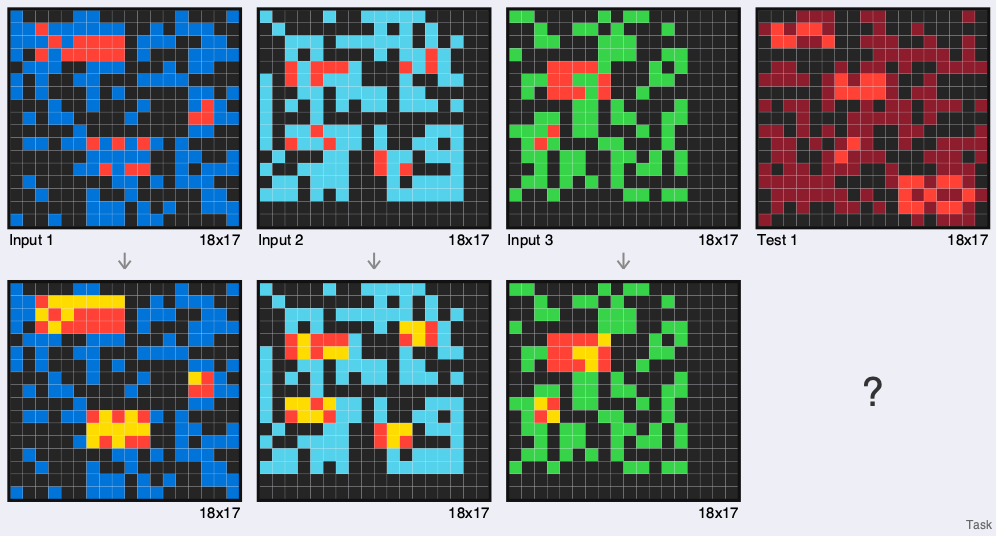 Input 1 18x17
Input 2 18x17
Input 3 18x17
Test 1 18x17
18x17
18x17
18x17
?
Task